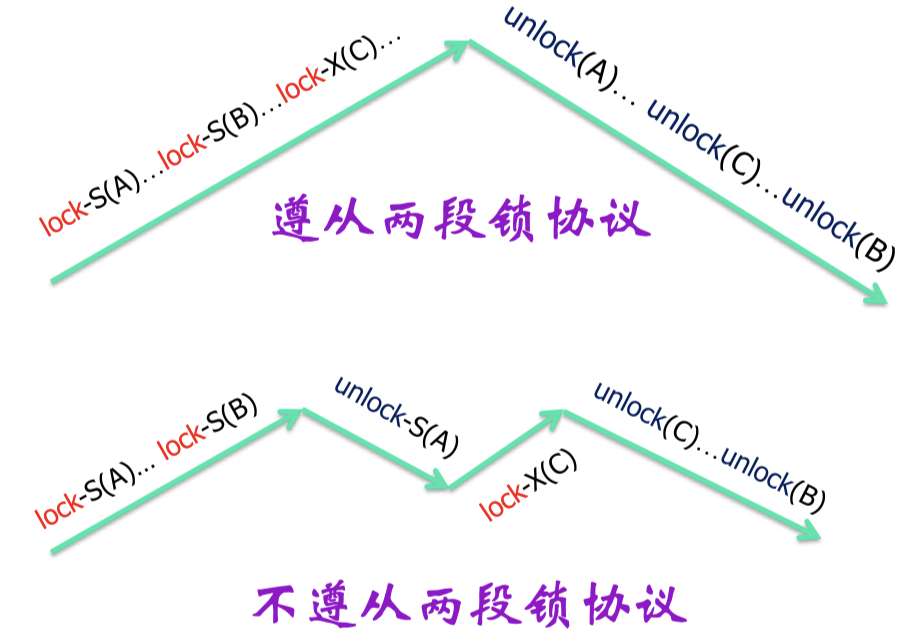 lock-S(A)...lock-S(B)...lock-X(C)...
unlock(A)... unlock(C)...unlock(B)
遵从两段锁协议
lock-S(A)... lock-S(B)
unlock-S(A)
lock-X(C)
unlock(C)...unlock(B)
不遵从两段锁协议